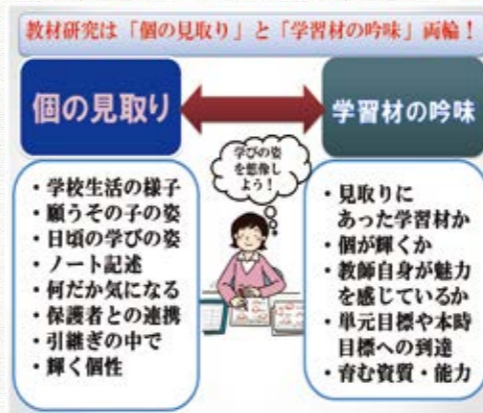 教材研究は「個の見取り」と「学習材の吟味」両輪！
個の見取り
学習材の吟味
学びの姿
を想像し
よう！
・学校生活の様子
・願うその子の姿
・日頃の学びの姿
・ノート記述
・何だか気になる
・保護者との連携
・引継ぎの中で
・輝く個性
・見取りに
あった学習材か
・個が輝くか
・教師自身が魅力
を感じているか
・単元目標や本時
目標への到達
・育む資質・能力